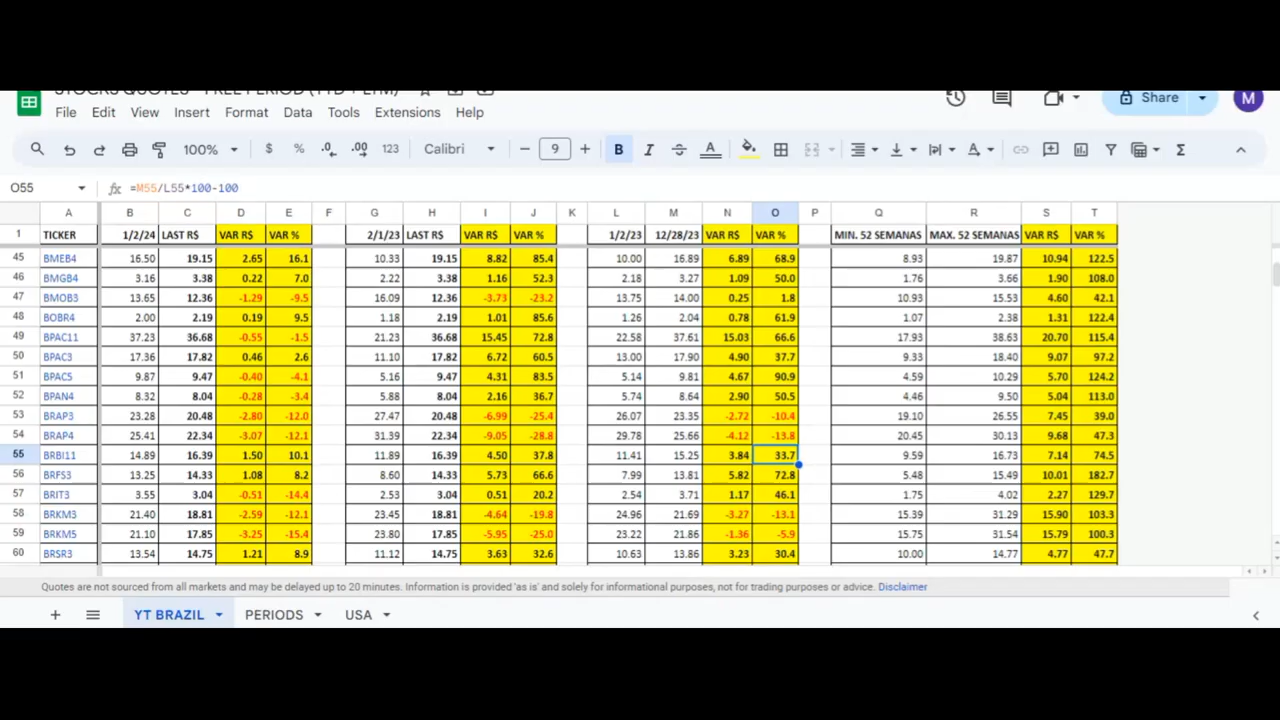 STOCKS QUOTES - FREE PERIOD (YTD + LTM)
File Edit View Insert Format Data Tools Extensions Help
Share M
100% $ % .0 .00 123 Calibri 9 B I A Σ
O55 fx =M55/L55*100-100
A B C D E F G H I J K L M N O P Q R S T
1 TICKER 1/2/24 LAST R$ VAR R$ VAR % 2/1/23 LAST R$ VAR R$ VAR % 1/2/23 12/28/23 VAR R$ VAR % MIN. 52 SEMANAS MAX. 52 SEMANAS VAR R$ VAR %
45 BMEB4 16.50 19.15 2.65 16.1 10.33 19.15 8.82 85.4 10.00 16.89 6.89 68.9 8.93 19.87 10.94 122.5
46 BMGB4 3.16 3.38 0.22 7.0 2.22 3.38 1.16 52.3 2.18 3.27 1.09 50.0 1.76 3.66 1.90 108.0
47 BMOB3 13.65 12.36 -1.29 -9.5 16.09 12.36 -3.73 -23.2 13.75 14.00 0.25 1.8 10.93 15.53 4.60 42.1
48 BOBR4 2.00 2.19 0.19 9.5 1.18 2.19 1.01 85.6 1.26 2.04 0.78 61.9 1.07 2.38 1.31 122.4
49 BPAC11 37.23 36.68 -0.55 -1.5 21.23 36.68 15.45 72.8 22.58 37.61 15.03 66.6 17.93 38.63 20.70 115.4
50 BPAC3 17.36 17.82 0.46 2.6 11.10 17.82 6.72 60.5 13.00 17.90 4.90 37.7 9.33 18.40 9.07 97.2
51 BPAC5 9.87 9.47 -0.40 -4.1 5.16 9.47 4.31 83.5 5.14 9.81 4.67 90.9 4.59 10.29 5.70 124.2
52 BPAN4 8.32 8.04 -0.28 -3.4 5.88 8.04 2.16 36.7 5.74 8.64 2.90 50.5 4.46 9.50 5.04 113.0
53 BRAP3 23.28 20.48 -2.80 -12.0 27.47 20.48 -6.99 -25.4 26.07 23.35 -2.72 -10.4 19.10 26.55 7.45 39.0
54 BRAP4 25.41 22.34 -3.07 -12.1 31.39 22.34 -9.05 -28.8 29.78 25.66 -4.12 -13.8 20.45 30.13 9.68 47.3
55 BRBI11 14.89 16.39 1.50 10.1 11.89 16.39 4.50 37.8 11.41 15.25 3.84 33.7 9.59 16.73 7.14 74.5
56 BRFS3 13.25 14.33 1.08 8.2 8.60 14.33 5.73 66.6 7.99 13.81 5.82 72.8 5.48 15.49 10.01 182.7
57 BRIT3 3.55 3.04 -0.51 -14.4 2.53 3.04 0.51 20.2 2.54 3.71 1.17 46.1 1.75 4.02 2.27 129.7
58 BRKM3 21.40 18.81 -2.59 -12.1 23.45 18.81 -4.64 -19.8 24.96 21.69 -3.27 -13.1 15.39 31.29 15.90 103.3
59 BRKM5 21.10 17.85 -3.25 -15.4 23.80 17.85 -5.95 -25.0 23.22 21.86 -1.36 -5.9 15.75 31.54 15.79 100.3
60 BRSR3 13.54 14.75 1.21 8.9 11.12 14.75 3.63 32.6 10.63 13.86 3.23 30.4 10.00 14.77 4.77 47.7
Quotes are not sourced from all markets and may be delayed up to 20 minutes. Information is provided 'as is' and solely for informational purposes, not for trading purposes or advice. Disclaimer
YT BRAZIL PERIODS USA